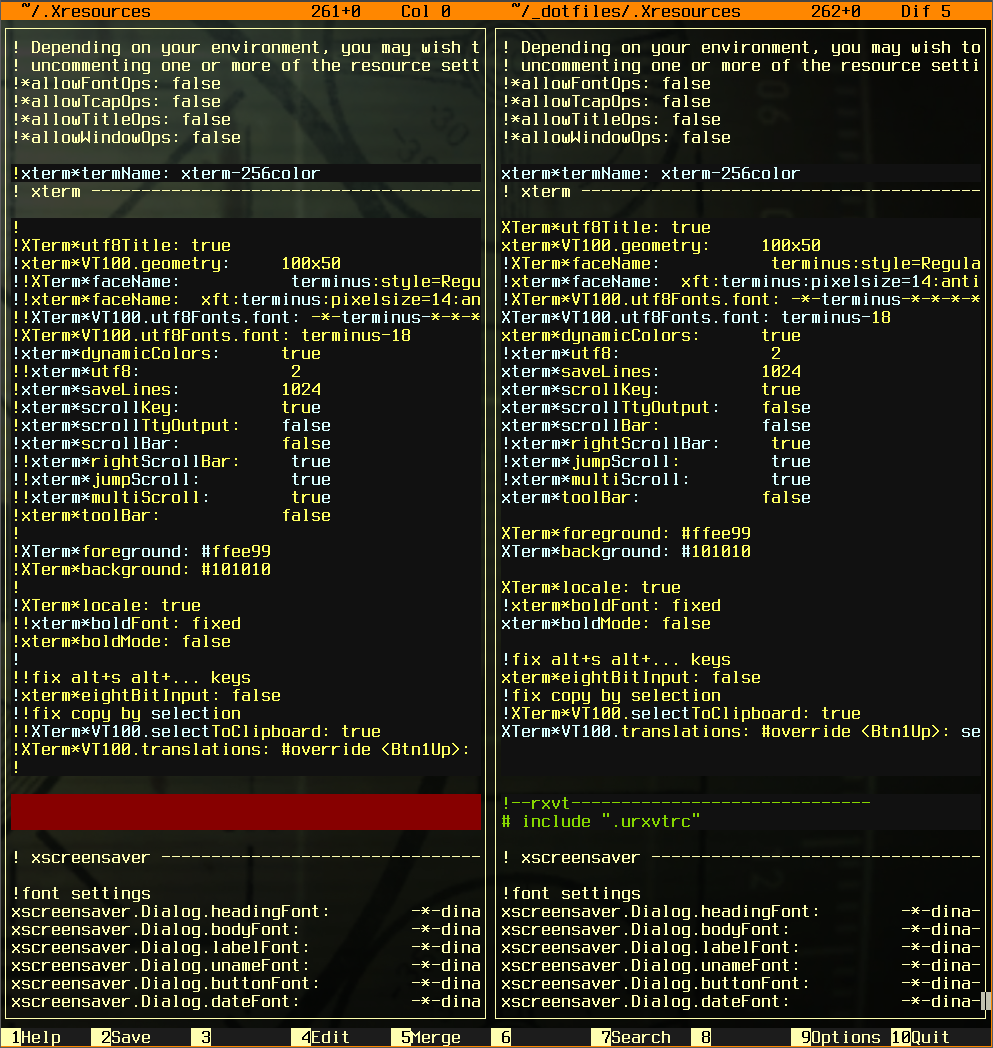 ~/.Xresources 261+0 Col 0
! Depending on your environment, you may wish t
! uncommenting one or more of the resource sett
!*allowFontOps: false
!*allowTcapOps: false
!*allowTitleOps: false
!*allowWindowOps: false
!xterm*termName: xterm-256color
! xterm ---------------------------------------
!
!XTerm*utf8Title: true
!xterm*VT100.geometry: 100x50
!!XTerm*faceName: terminus:style=Regu
!!xterm*faceName: xft:terminus:pixelsize=14:an
!!XTerm*VT100.utf8Fonts.font: -*-terminus-*-*-*
!XTerm*VT100.utf8Fonts.font: terminus-18
!xterm*dynamicColors: true
!!xterm*utf8: 2
!xterm*saveLines: 1024
!xterm*scrollKey: true
!xterm*scrollTtyOutput: false
!xterm*scrollBar: false
!!xterm*rightScrollBar: true
!!xterm*jumpScroll: true
!!xterm*multiScroll: true
!xterm*toolBar: false
!
!XTerm*foreground: #ffee99
!XTerm*background: #101010
!
!XTerm*locale: true
!!xterm*boldFont: fixed
!xterm*boldMode: false
!
!!fix alt+s alt+... keys
!xterm*eightBitInput: false
!!fix copy by selection
!!XTerm*VT100.selectToClipboard: true
!XTerm*VT100.translations: #override <Btn1Up>:
!
! xscreensaver --------------------------------
!font settings
xscreensaver.Dialog.headingFont: -*-dina
xscreensaver.Dialog.bodyFont: -*-dina
xscreensaver.Dialog.labelFont: -*-dina
xscreensaver.Dialog.unameFont: -*-dina
xscreensaver.Dialog.buttonFont: -*-dina
xscreensaver.Dialog.dateFont: -*-dina
~/_dotfiles/.Xresources 262+0 Dif 5
! Depending on your environment, you may wish to
! uncommenting one or more of the resource setti
!*allowFontOps: false
!*allowTcapOps: false
!*allowTitleOps: false
!*allowWindowOps: false
xterm*termName: xterm-256color
! xterm ----------------------------------------
XTerm*utf8Title: true
xterm*VT100.geometry: 100x50
!XTerm*faceName: terminus:style=Regula
!xterm*faceName: xft:terminus:pixelsize=14:anti
!XTerm*VT100.utf8Fonts.font: -*-terminus-*-*-*-*
XTerm*VT100.utf8Fonts.font: terminus-18
xterm*dynamicColors: true
!xterm*utf8: 2
xterm*saveLines: 1024
xterm*scrollKey: true
xterm*scrollTtyOutput: false
xterm*scrollBar: false
!xterm*rightScrollBar: true
!xterm*jumpScroll: true
!xterm*multiScroll: true
xterm*toolBar: false
XTerm*foreground: #ffee99
XTerm*background: #101010
XTerm*locale: true
!xterm*boldFont: fixed
xterm*boldMode: false
!fix alt+s alt+... keys
xterm*eightBitInput: false
!fix copy by selection
!XTerm*VT100.selectToClipboard: true
XTerm*VT100.translations: #override <Btn1Up>: se
!--rxvt------------------------------
# include ".urxvtrc"
! xscreensaver ---------------------------------
!font settings
xscreensaver.Dialog.headingFont: -*-dina-
xscreensaver.Dialog.bodyFont: -*-dina-
xscreensaver.Dialog.labelFont: -*-dina-
xscreensaver.Dialog.unameFont: -*-dina-
xscreensaver.Dialog.buttonFont: -*-dina-
xscreensaver.Dialog.dateFont: -*-dina-
1Help 2Save 3 4Edit 5Merge 6 7Search 8 9Options 10Quit